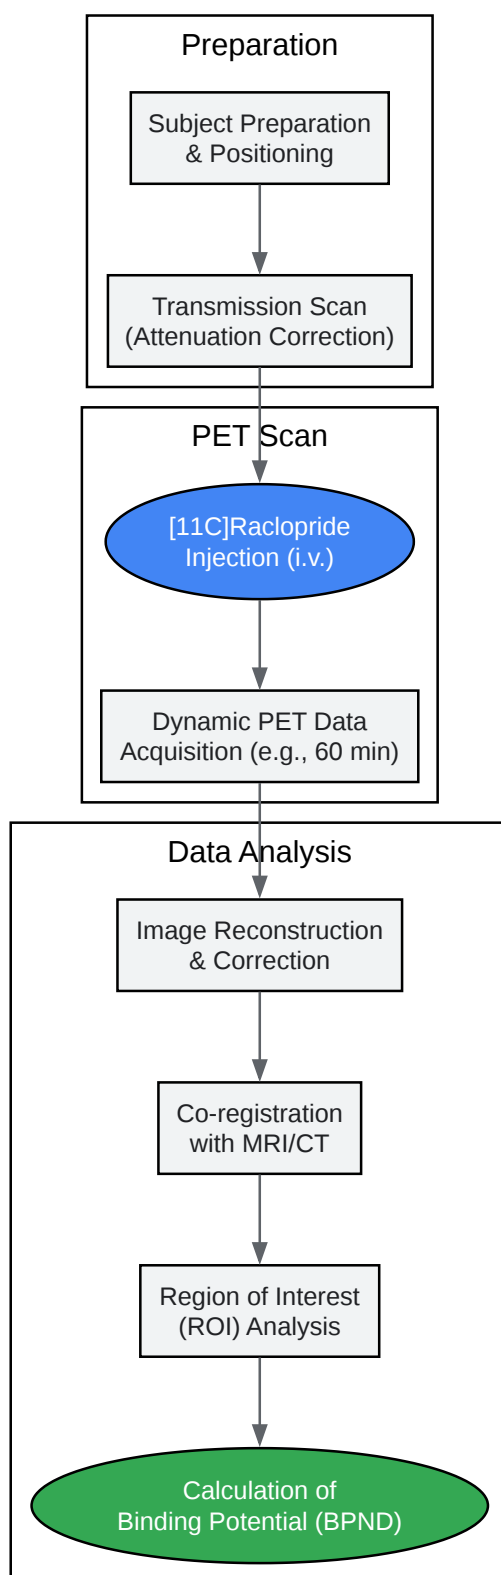 Preparation
Subject Preparation
& Positioning
Transmission Scan
(Attenuation Correction)
PET Scan
[11C]Raclopride
Injection (i.v.)
Dynamic PET Data
Acquisition (e.g., 60 min)
Data Analysis
Image Reconstruction
& Correction
Co-registration
with MRI/CT
Region of Interest
(ROI) Analysis
Calculation of
Binding Potential (BPND)